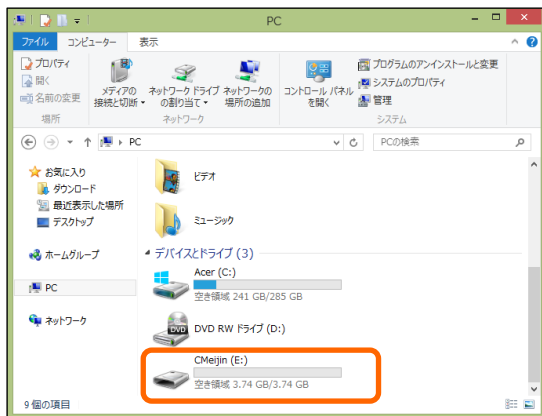 PC
ファイル コンピューター 表示
プロパティ
開く
名前の変更
メディアの
接続と切断
ネットワーク ドライブ
の割り当て
ネットワークの
場所の追加
コントロール パネル
を開く
プログラムのアンインストールと変更
システムのプロパティ
管理
場所 ネットワーク システム
PC PCの検索
お気に入り
ダウンロード
最近表示した場所
デスクトップ
ホームグループ
PC
ネットワーク
ビデオ
ミュージック
デバイスとドライブ (3)
Acer (C:)
空き領域 241 GB/285 GB
DVD RW ドライブ (D:)
CMeijin (E:)
空き領域 3.74 GB/3.74 GB
9 個の項目